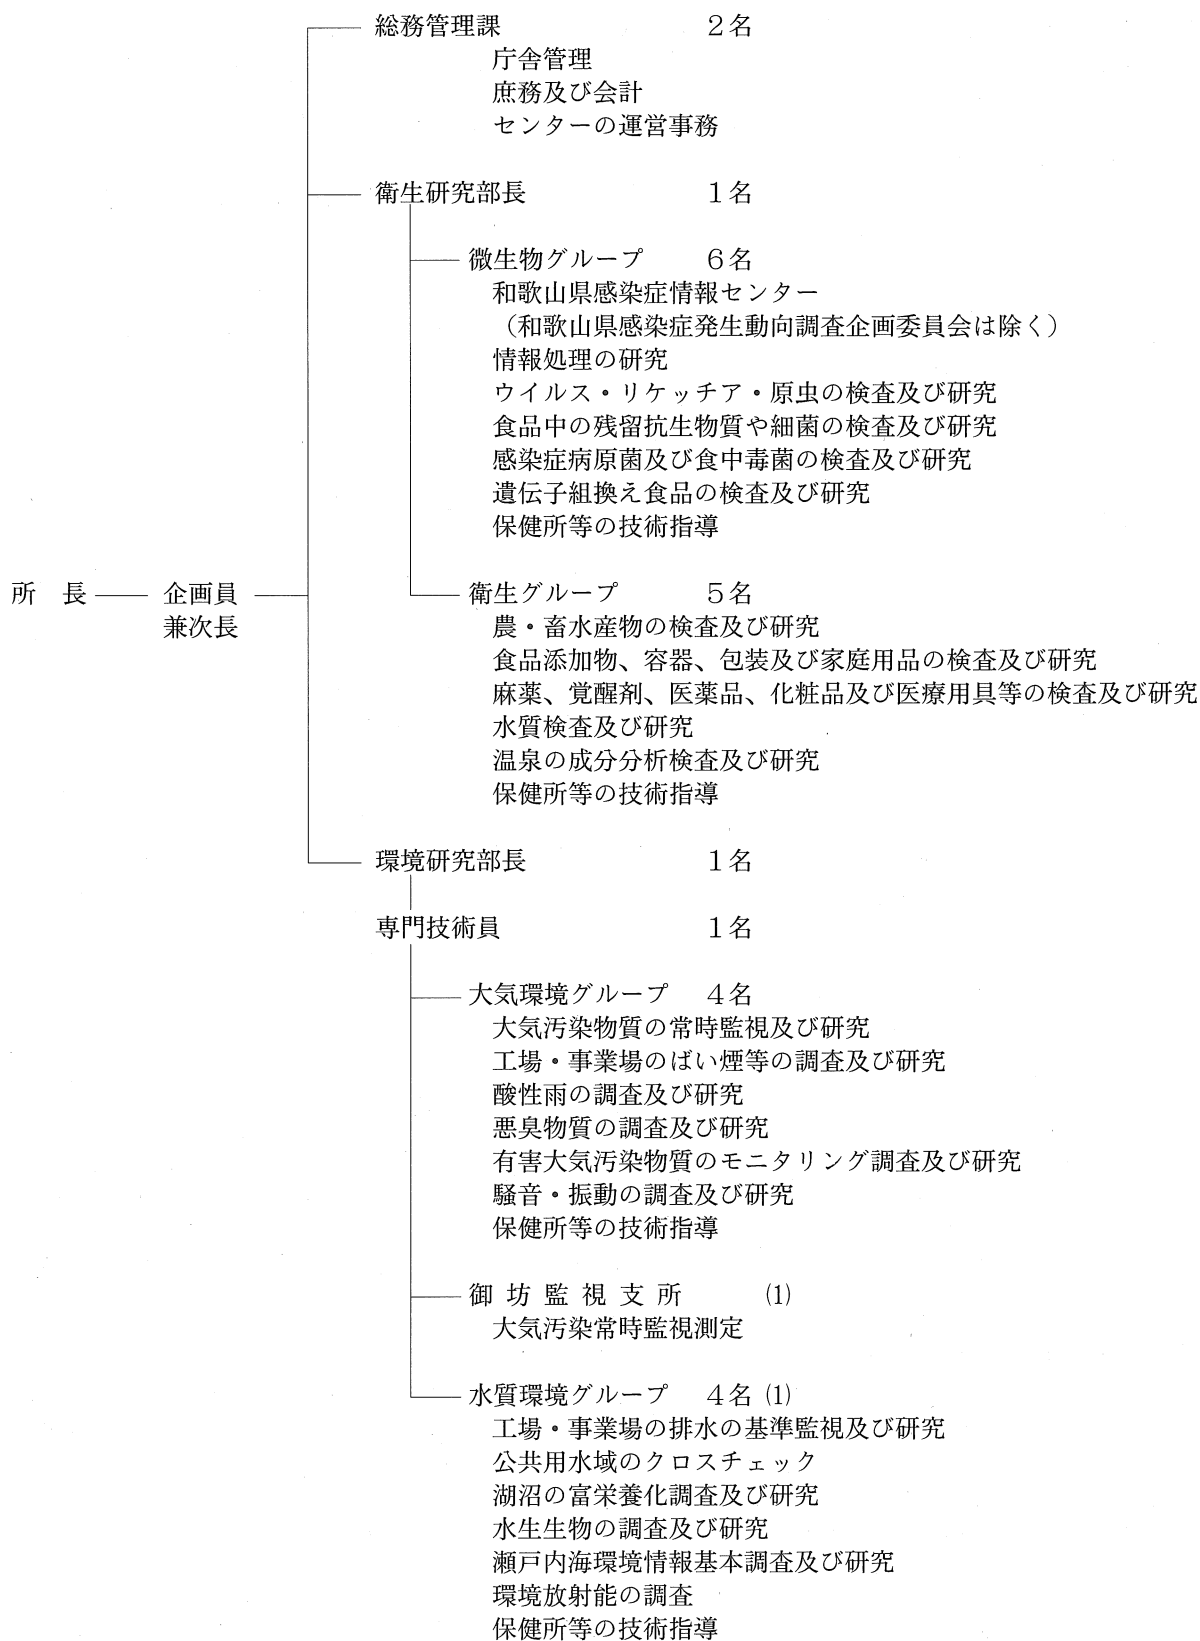 総務管理課 2名
庁舎管理
庶務及び会計
センターの運営事務
衛生研究部長 1名
微生物グループ 6名
和歌山県感染症情報センター
（和歌山県感染症発生動向調査企画委員会は除く）
情報処理の研究
ウイルス・リケッチア・原虫の検査及び研究
食品中の残留抗生物質や細菌の検査及び研究
感染症病原菌及び食中毒菌の検査及び研究
遺伝子組換え食品の検査及び研究
保健所等の技術指導
所　長 企画員
兼次長
衛生グループ 5名
農・畜水産物の検査及び研究
食品添加物、容器、包装及び家庭用品の検査及び研究
麻薬、覚醒剤、医薬品、化粧品及び医療用具等の検査及び研究
水質検査及び研究
温泉の成分分析検査及び研究
保健所等の技術指導
環境研究部長 1名
専門技術員 1名
大気環境グループ 4名
大気汚染物質の常時監視及び研究
工場・事業場のばい煙等の調査及び研究
酸性雨の調査及び研究
悪臭物質の調査及び研究
有害大気汚染物質のモニタリング調査及び研究
騒音・振動の調査及び研究
保健所等の技術指導
御坊監視支所 (1)
大気汚染常時監視測定
水質環境グループ 4名 (1)
工場・事業場の排水の基準監視及び研究
公共用水域のクロスチェック
湖沼の富栄養化調査及び研究
水生生物の調査及び研究
瀬戸内海環境情報基本調査及び研究
環境放射能の調査
保健所等の技術指導